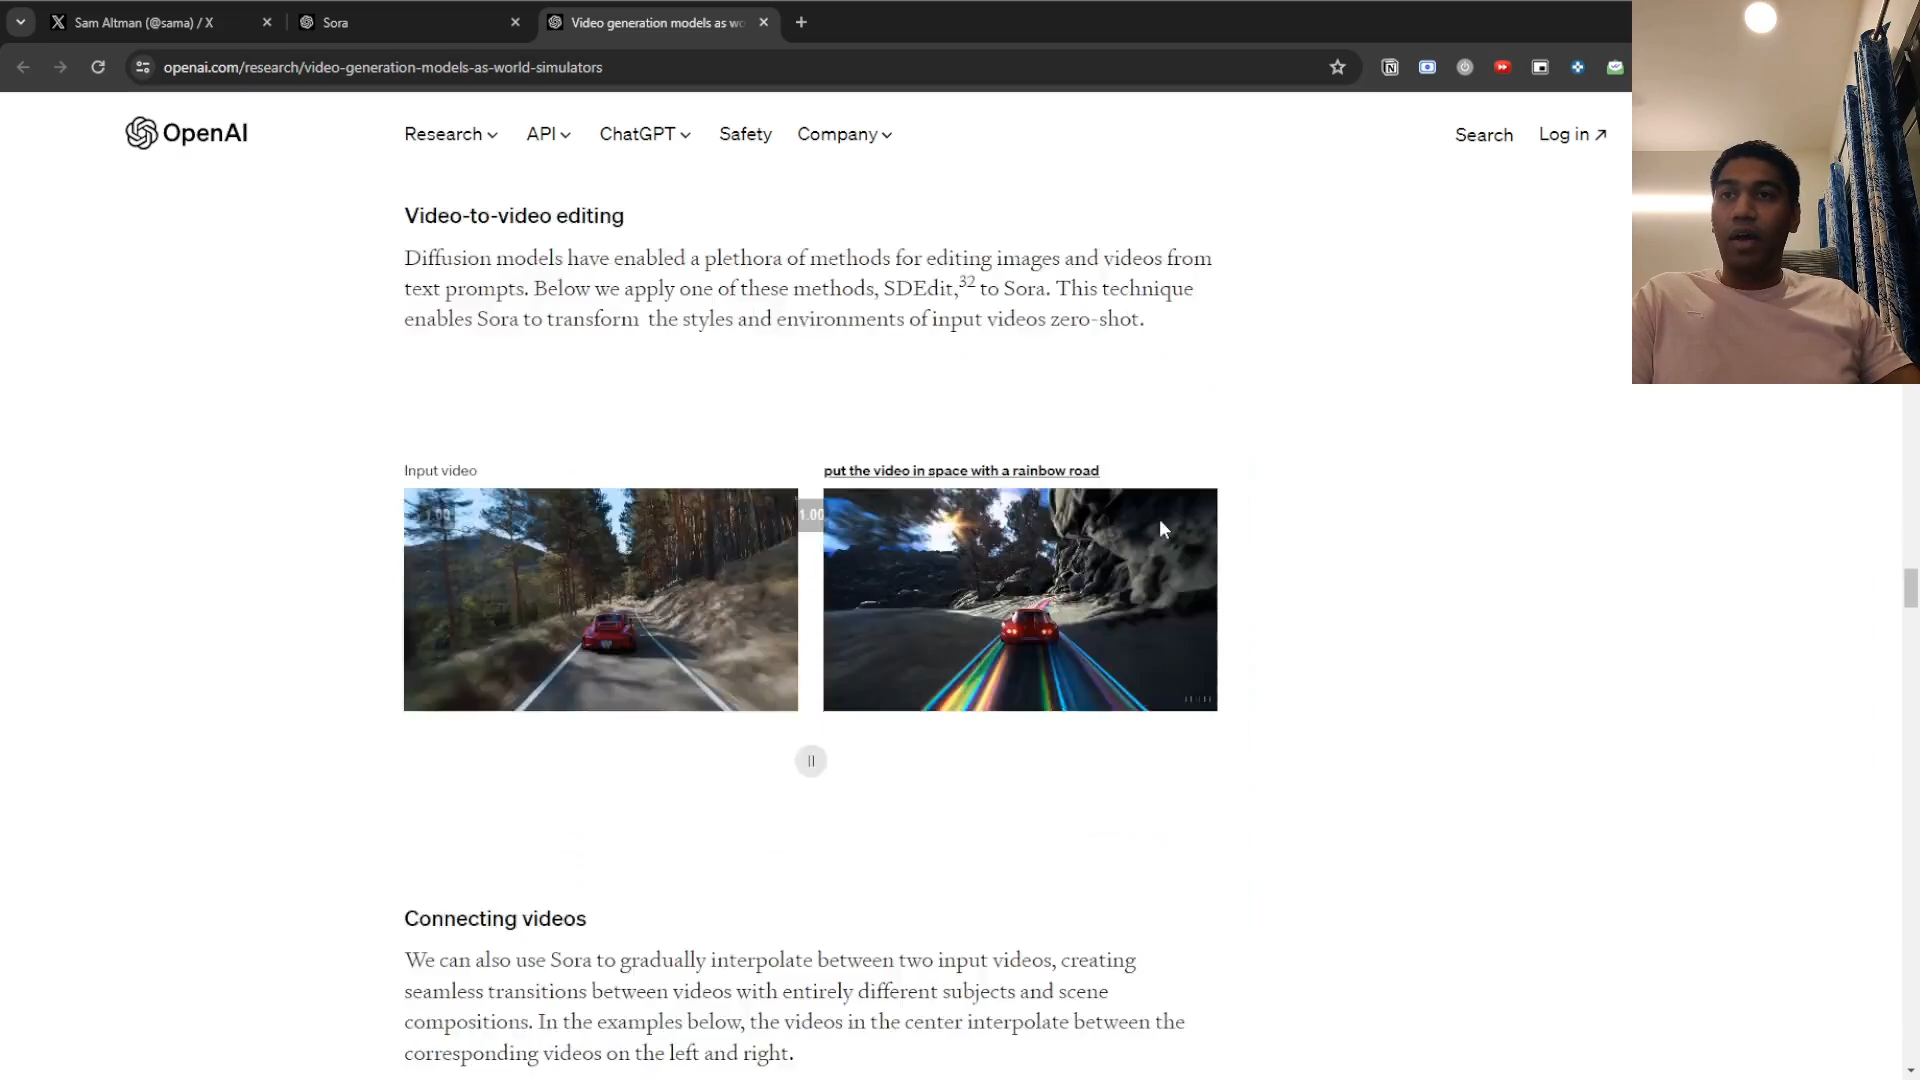 Sam Altman (@sama) / X
Sora
Video generation models as wo
openai.com/research/video-generation-models-as-world-simulators
OpenAI
Research
API
ChatGPT
Safety
Company
Search
Log in
Video-to-video editing
Diffusion models have enabled a plethora of methods for editing images and videos from
text prompts. Below we apply one of these methods, SDEdit,32 to Sora. This technique
enables Sora to transform the styles and environments of input videos zero-shot.
Input video
put the video in space with a rainbow road
1.00
1.00
Connecting videos
We can also use Sora to gradually interpolate between two input videos, creating
seamless transitions between videos with entirely different subjects and scene
compositions. In the examples below, the videos in the center interpolate between the
corresponding videos on the left and right.